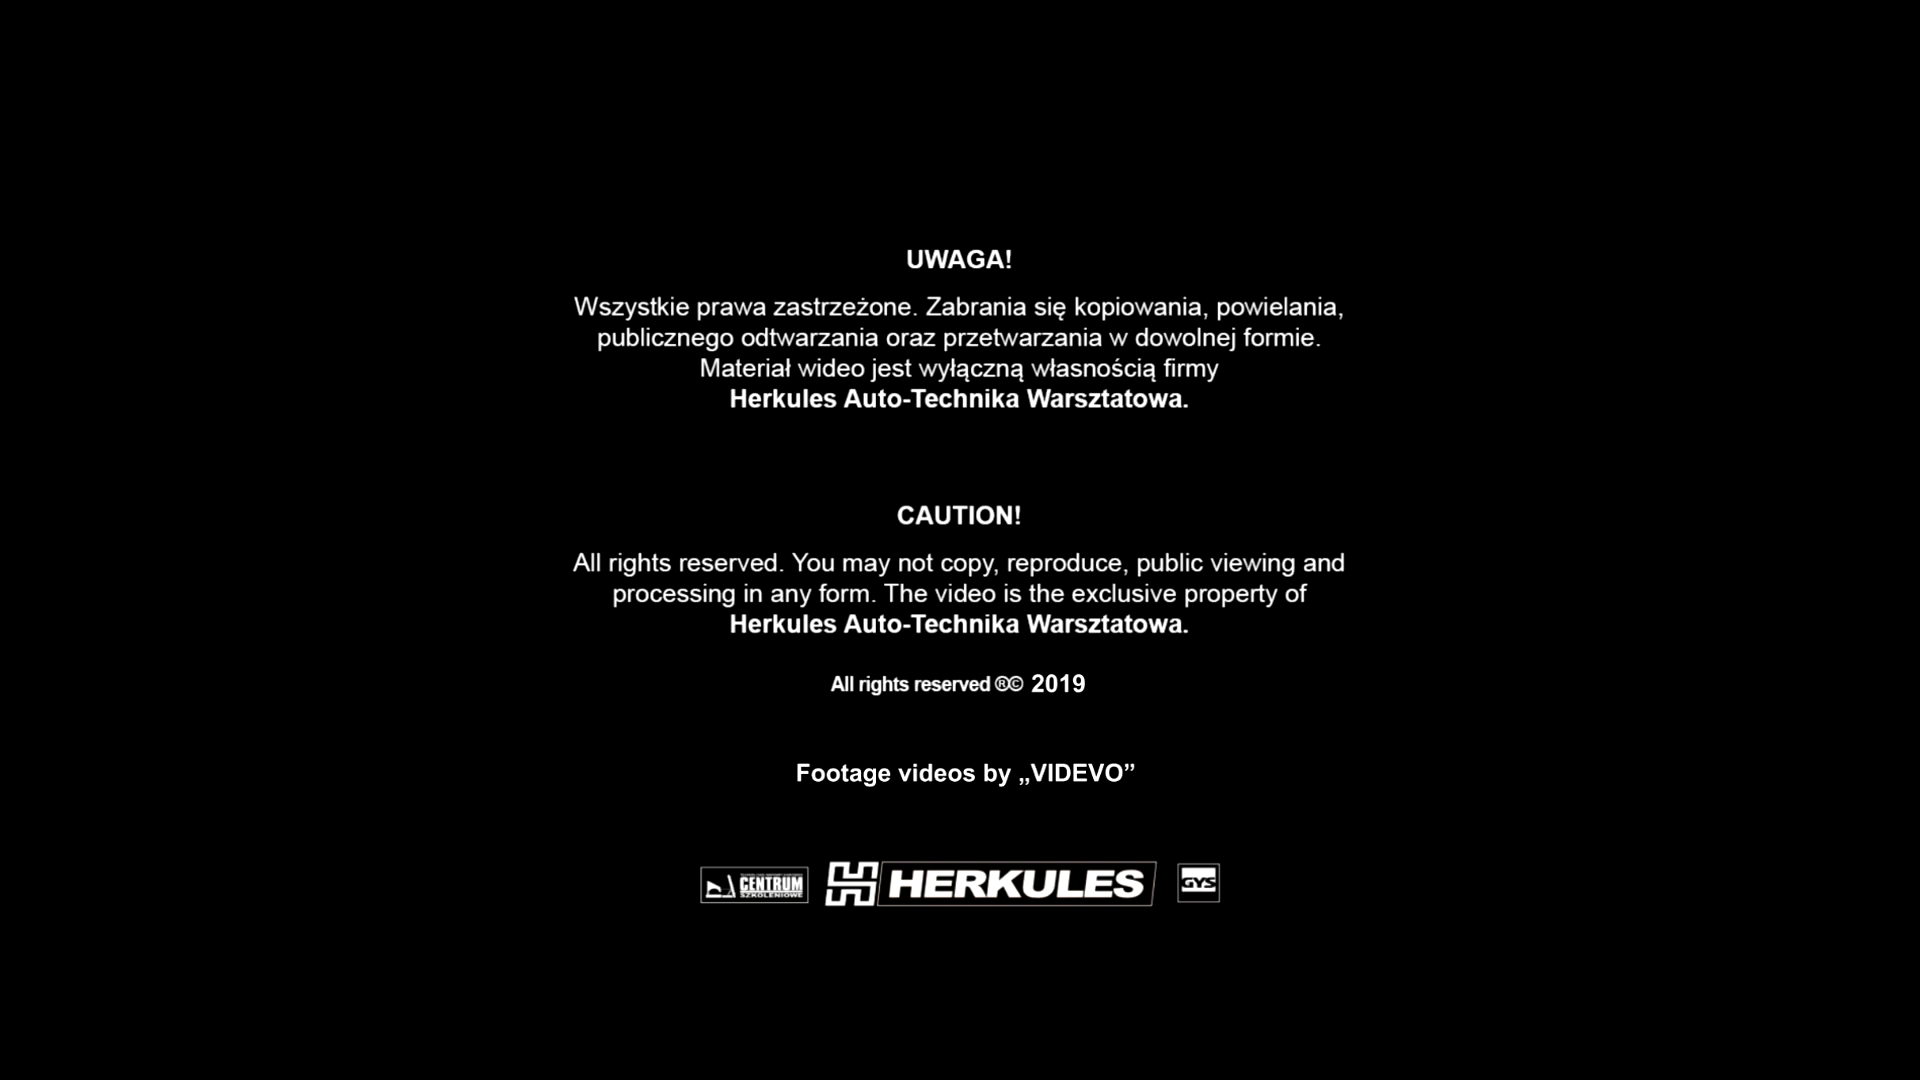 UWAGA!
Wszystkie prawa zastrzeżone. Zabrania się kopiowania, powielania,
publicznego odtwarzania oraz przetwarzania w dowolnej formie.
Materiał wideo jest wyłączną własnością firmy
Herkules Auto-Technika Warsztatowa.
CAUTION!
All rights reserved. You may not copy, reproduce, public viewing and
processing in any form. The video is the exclusive property of
Herkules Auto-Technika Warsztatowa.
All rights reserved ®© 2019
Footage videos by „VIDEVO”
CENTRUM
SZKOLENIOWE
HERKULES
GYS